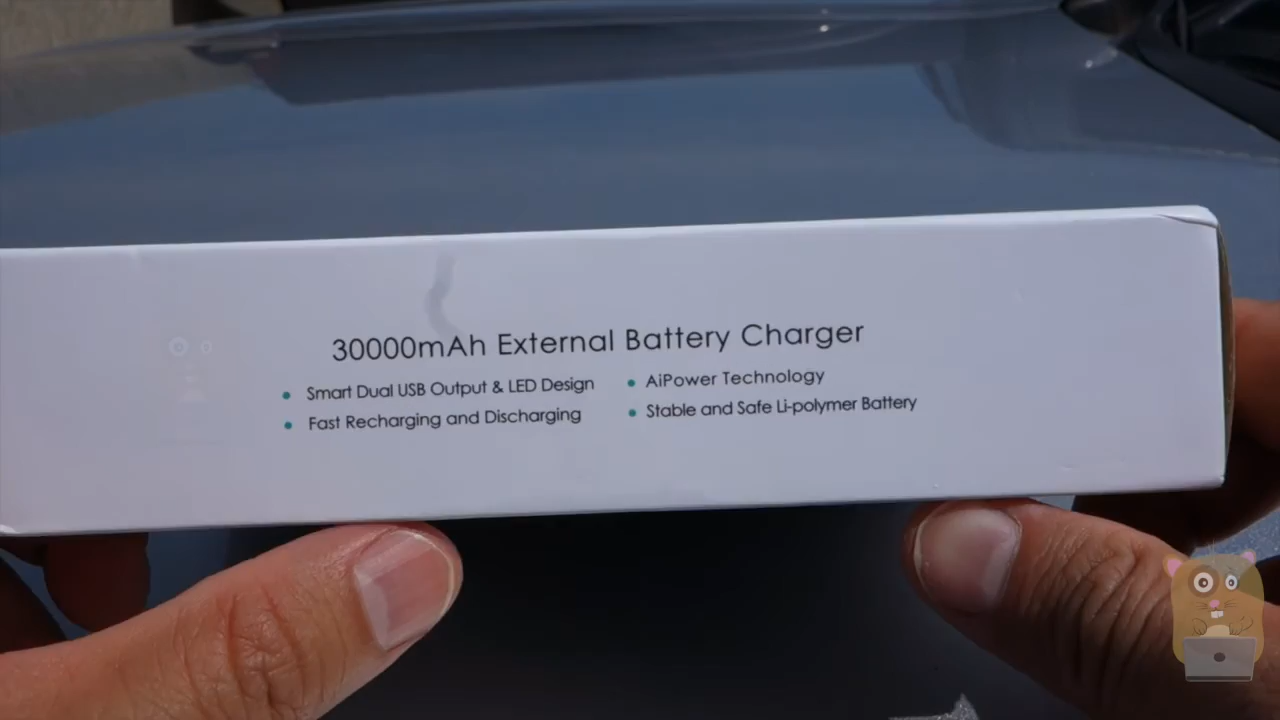 30000mAh External Battery Charger
Smart Dual USB Output & LED Design
Fast Recharging and Discharging
AiPower Technology
Stable and Safe Li-polymer Battery